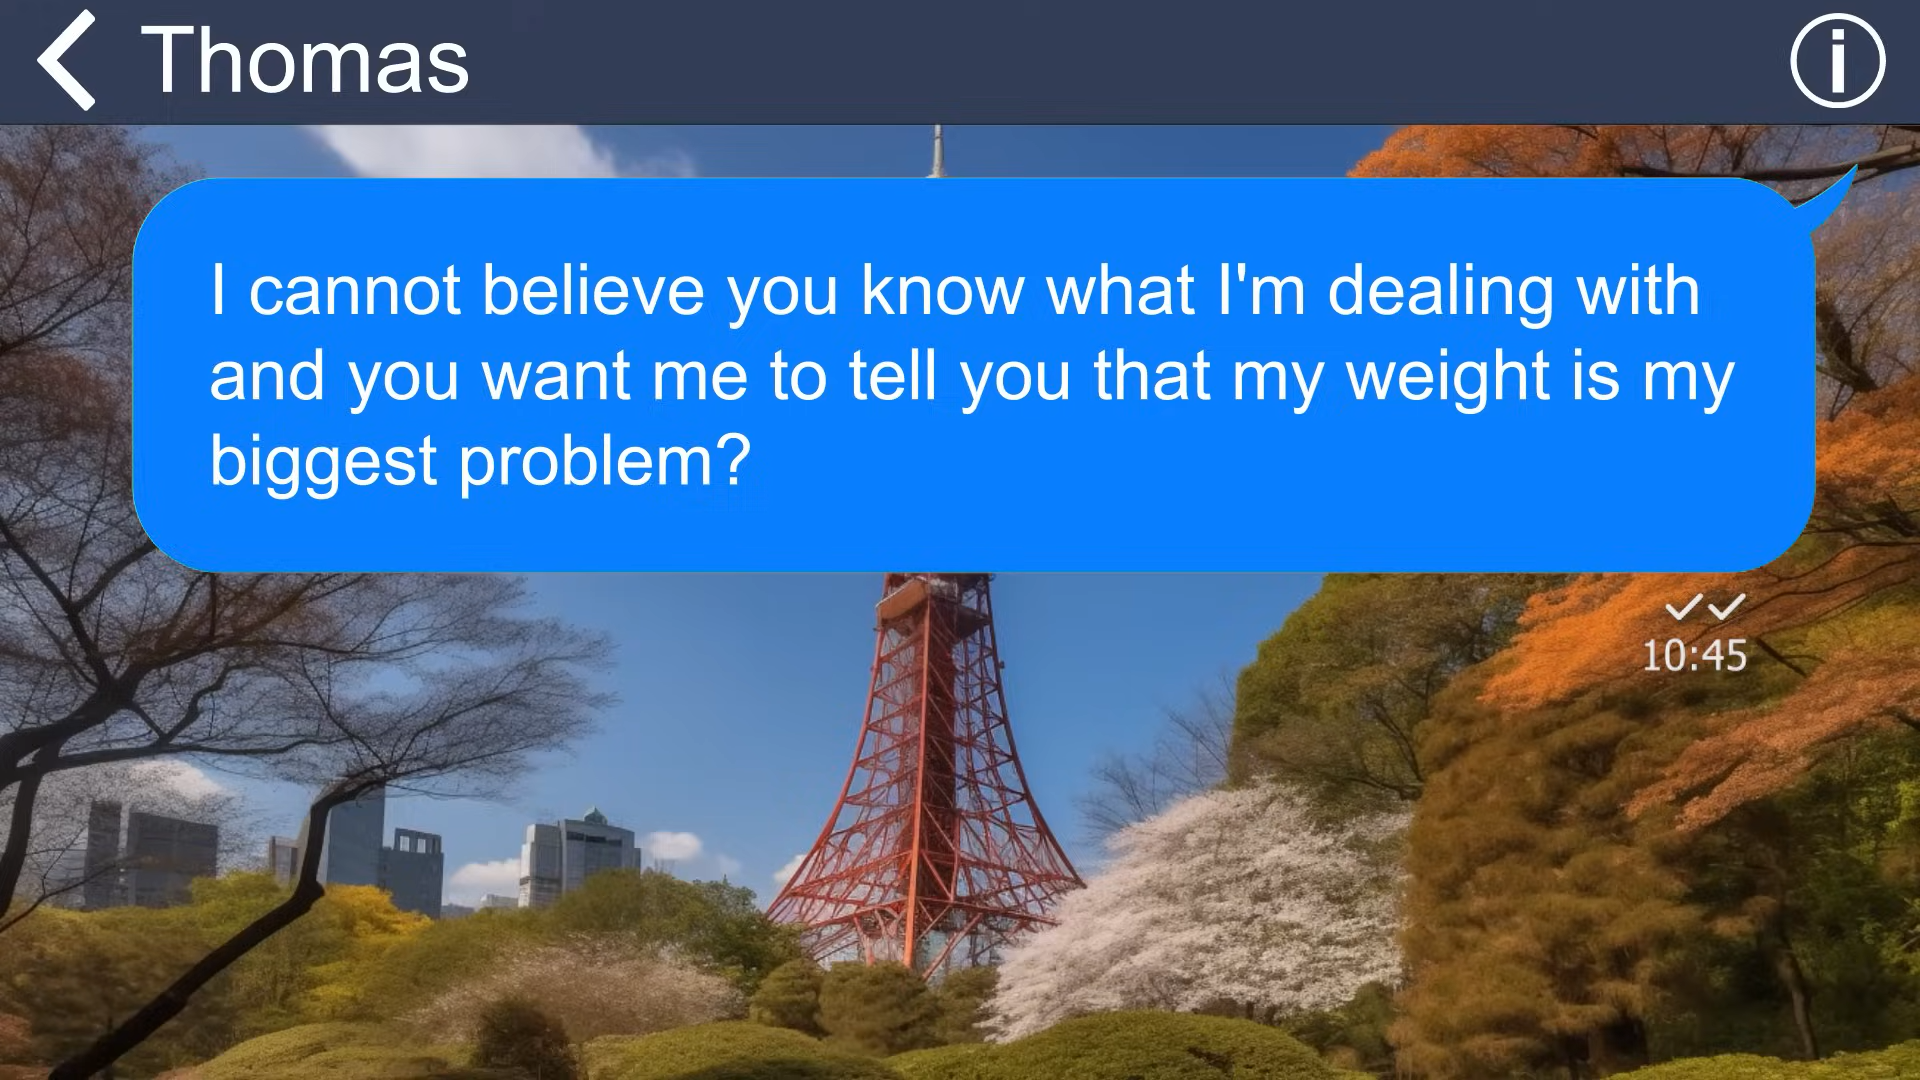 Thomas
I cannot believe you know what I'm dealing with
and you want me to tell you that my weight is my
biggest problem?
10:45